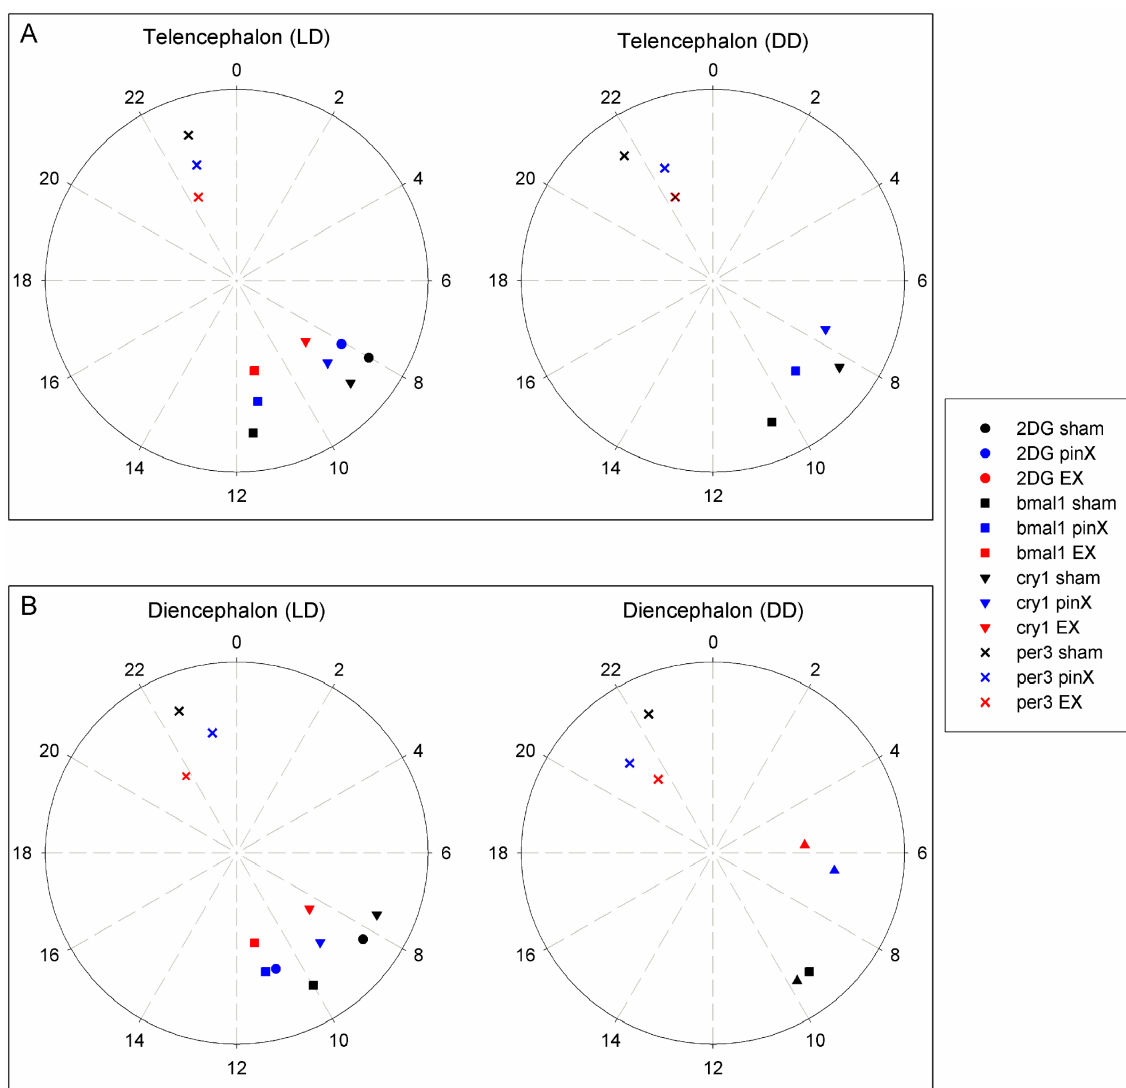 A
Telencephalon (LD)
Telencephalon (DD)
0
0
22
2
22
2
20
4
20
4
18
6
18
6
16
8
16
8
14
10
14
10
12
12
2DG sham
2DG pinX
2DG EX
bmal1 sham
bmal1 pinX
bmal1 EX
cry1 sham
cry1 pinX
cry1 EX
per3 sham
per3 pinX
per3 EX
B
Diencephalon (LD)
Diencephalon (DD)
0
0
22
2
22
2
20
4
20
4
18
6
18
6
16
8
16
8
14
10
14
10
12
12